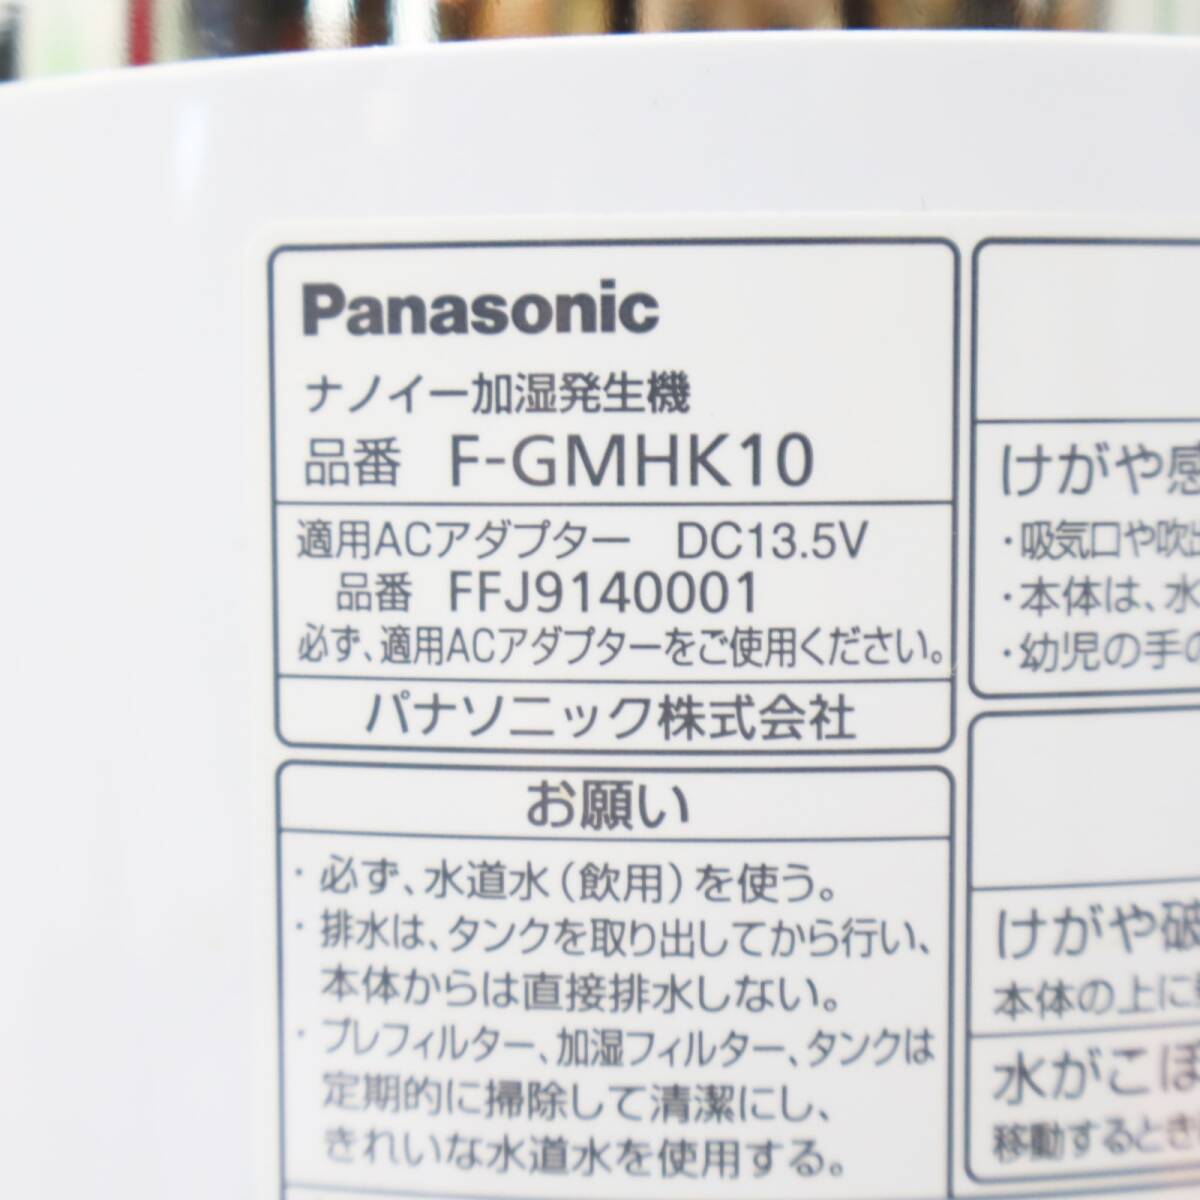 Panasonic
ナノイー加湿発生機
品番 F-GMHK10
適用ACアダプター DC13.5V
品番 FFJ9140001
必ず、適用ACアダプターをご使用ください。
パナソニック株式会社
お願い
・必ず、水道水(飲用)を使う。
・排水は、タンクを取り出してから行い、
本体からは直接排水しない。
・プレフィルター、加湿フィルター、タンクは
定期的に掃除して清潔にし、
きれいな水道水を使用する。
けがや感
・吸気口や吹出
・本体は、水
・幼児の手の
けがや破
本体の上に
水がこぼ
移動するとき